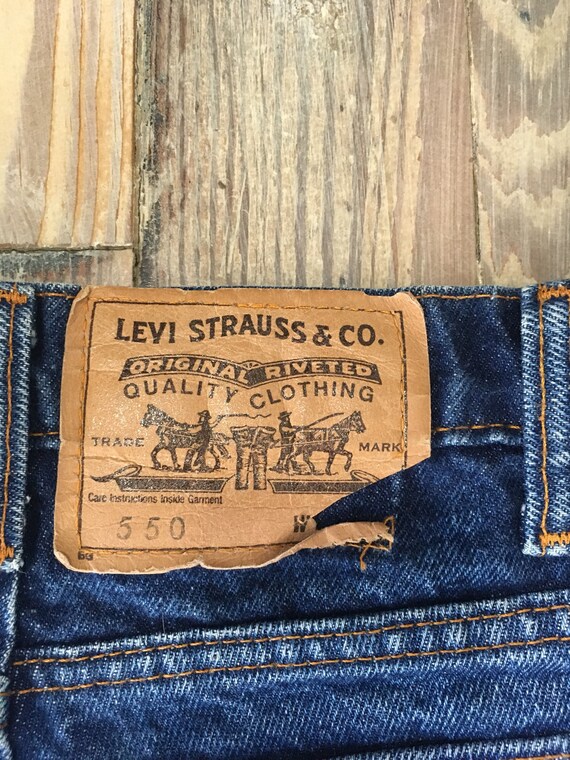 LEVI STRAUSS & CO.
ORIGINAL RIVETED
QUALITY CLOTHING
TRADE MARK
Care Instructions Inside Garment
550 W